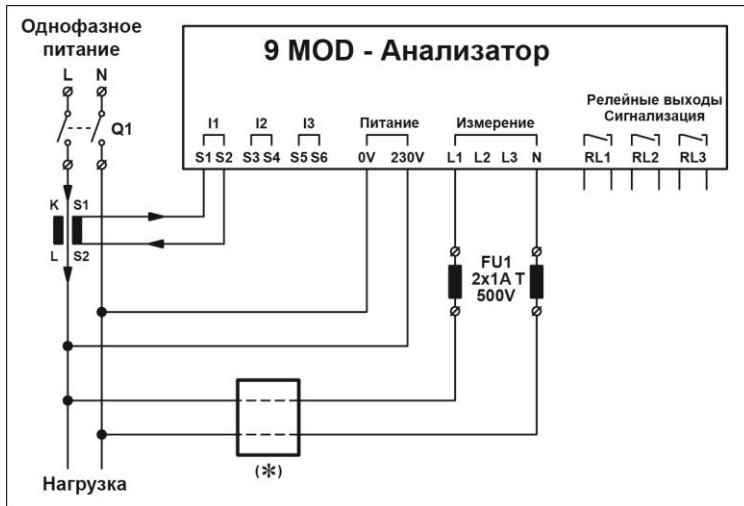 Однофазное
питание
L N
Q1
9 MOD - Анализатор
I1 I2 I3 Питание Измерение
Релейные выходы
Сигнализация
S1 S2 S3 S4 S5 S6 0V 230V L1 L2 L3 N RL1 RL2 RL3
K S1
L S2
FU1
2x1A T
500V
(*)
Нагрузка